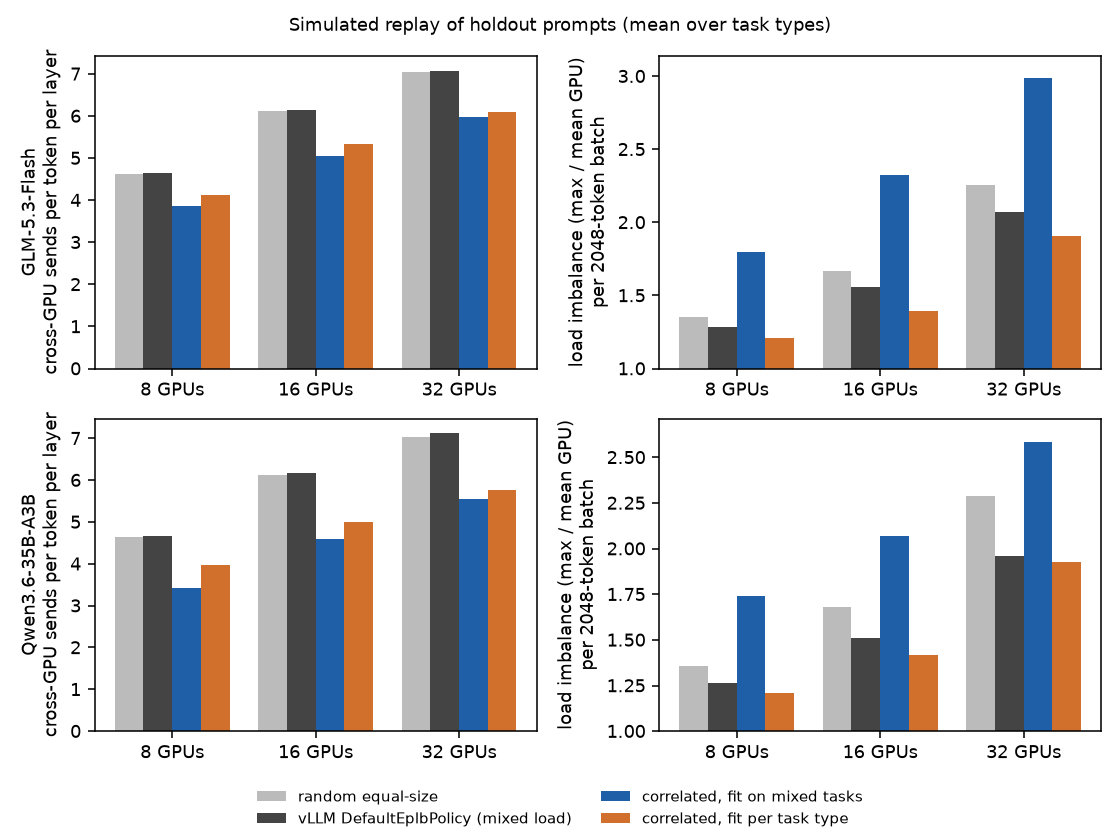 Simulated replay of holdout prompts (mean over task types)
GLM-5.3-Flash
cross-GPU sends per token per layer
7
6
5
4
3
2
1
0
8 GPUs
16 GPUs
32 GPUs
load imbalance (max / mean GPU)
per 2048-token batch
3.0
2.5
2.0
1.5
1.0
8 GPUs
16 GPUs
32 GPUs
Qwen3.6-35B-A3B
cross-GPU sends per token per layer
7
6
5
4
3
2
1
0
8 GPUs
16 GPUs
32 GPUs
load imbalance (max / mean GPU)
per 2048-token batch
2.50
2.25
2.00
1.75
1.50
1.25
1.00
8 GPUs
16 GPUs
32 GPUs
random equal-size
vLLM DefaultEplbPolicy (mixed load)
correlated, fit on mixed tasks
correlated, fit per task type